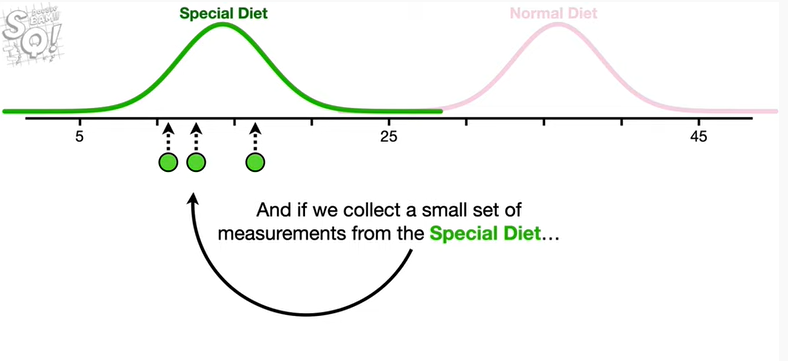 SQ!
Special Diet
Normal Diet
5
25
45
And if we collect a small set of
measurements from the Special Diet…